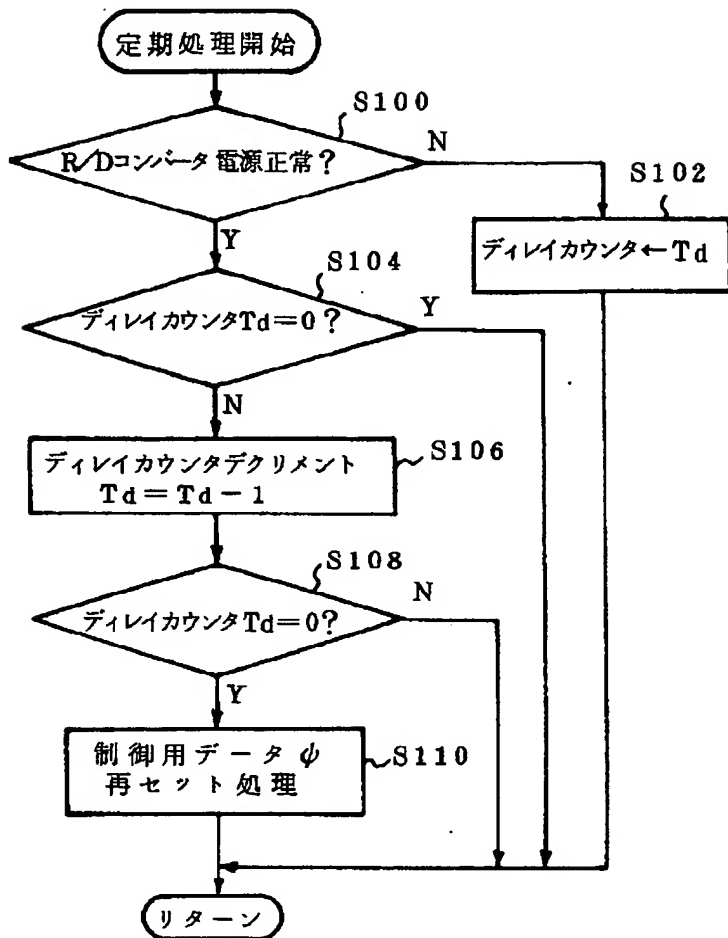 定期処理開始
S100
R/Dコンバータ電源正常?
N
S102
ディレイカウンタ←Td
Y
S104
ディレイカウンタTd=0?
Y
N
ディレイカウンタデクリメント
Td=Td-1
S106
S108
ディレイカウンタTd=0?
N
Y
制御用データψ
再セット処理
S110
リターン